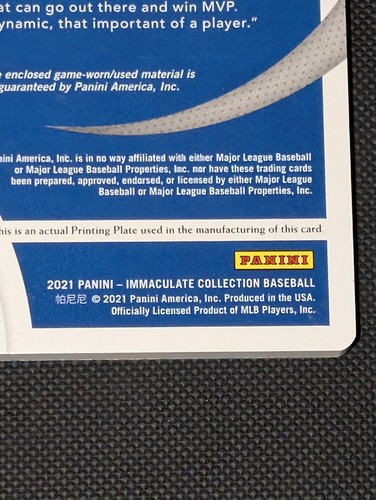 at can go out there and win MVP.
ynamic, that important of a player.”
e enclosed game-worn/used material is
guaranteed by Panini America, Inc.
nini America, Inc. is in no way affiliated with either Major League Baseball
or Major League Baseball Properties, Inc. nor have these trading cards
been prepared, approved, endorsed, or licensed by either Major League
Baseball or Major League Baseball Properties, Inc.
his is an actual Printing Plate used in the manufacturing of this card
PANINI
2021 PANINI – IMMACULATE COLLECTION BASEBALL
帕尼尼 © 2021 Panini America, Inc. Produced in the USA.
Officially Licensed Product of MLB Players, Inc.